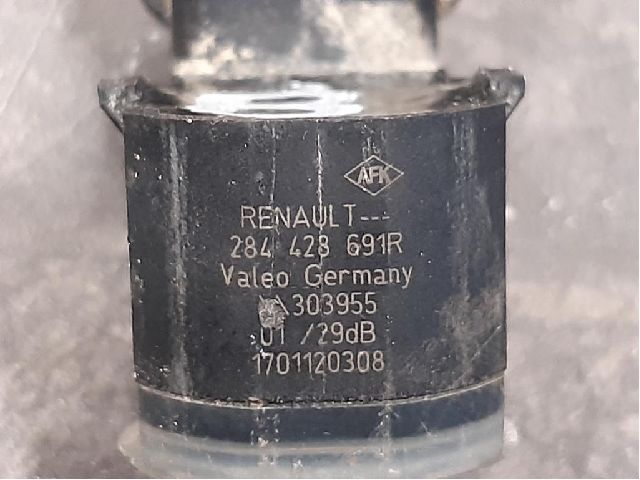 AFK
RENAULT---
284 428 691R
Valeo Germany
303955
01 /29dB
1701120308